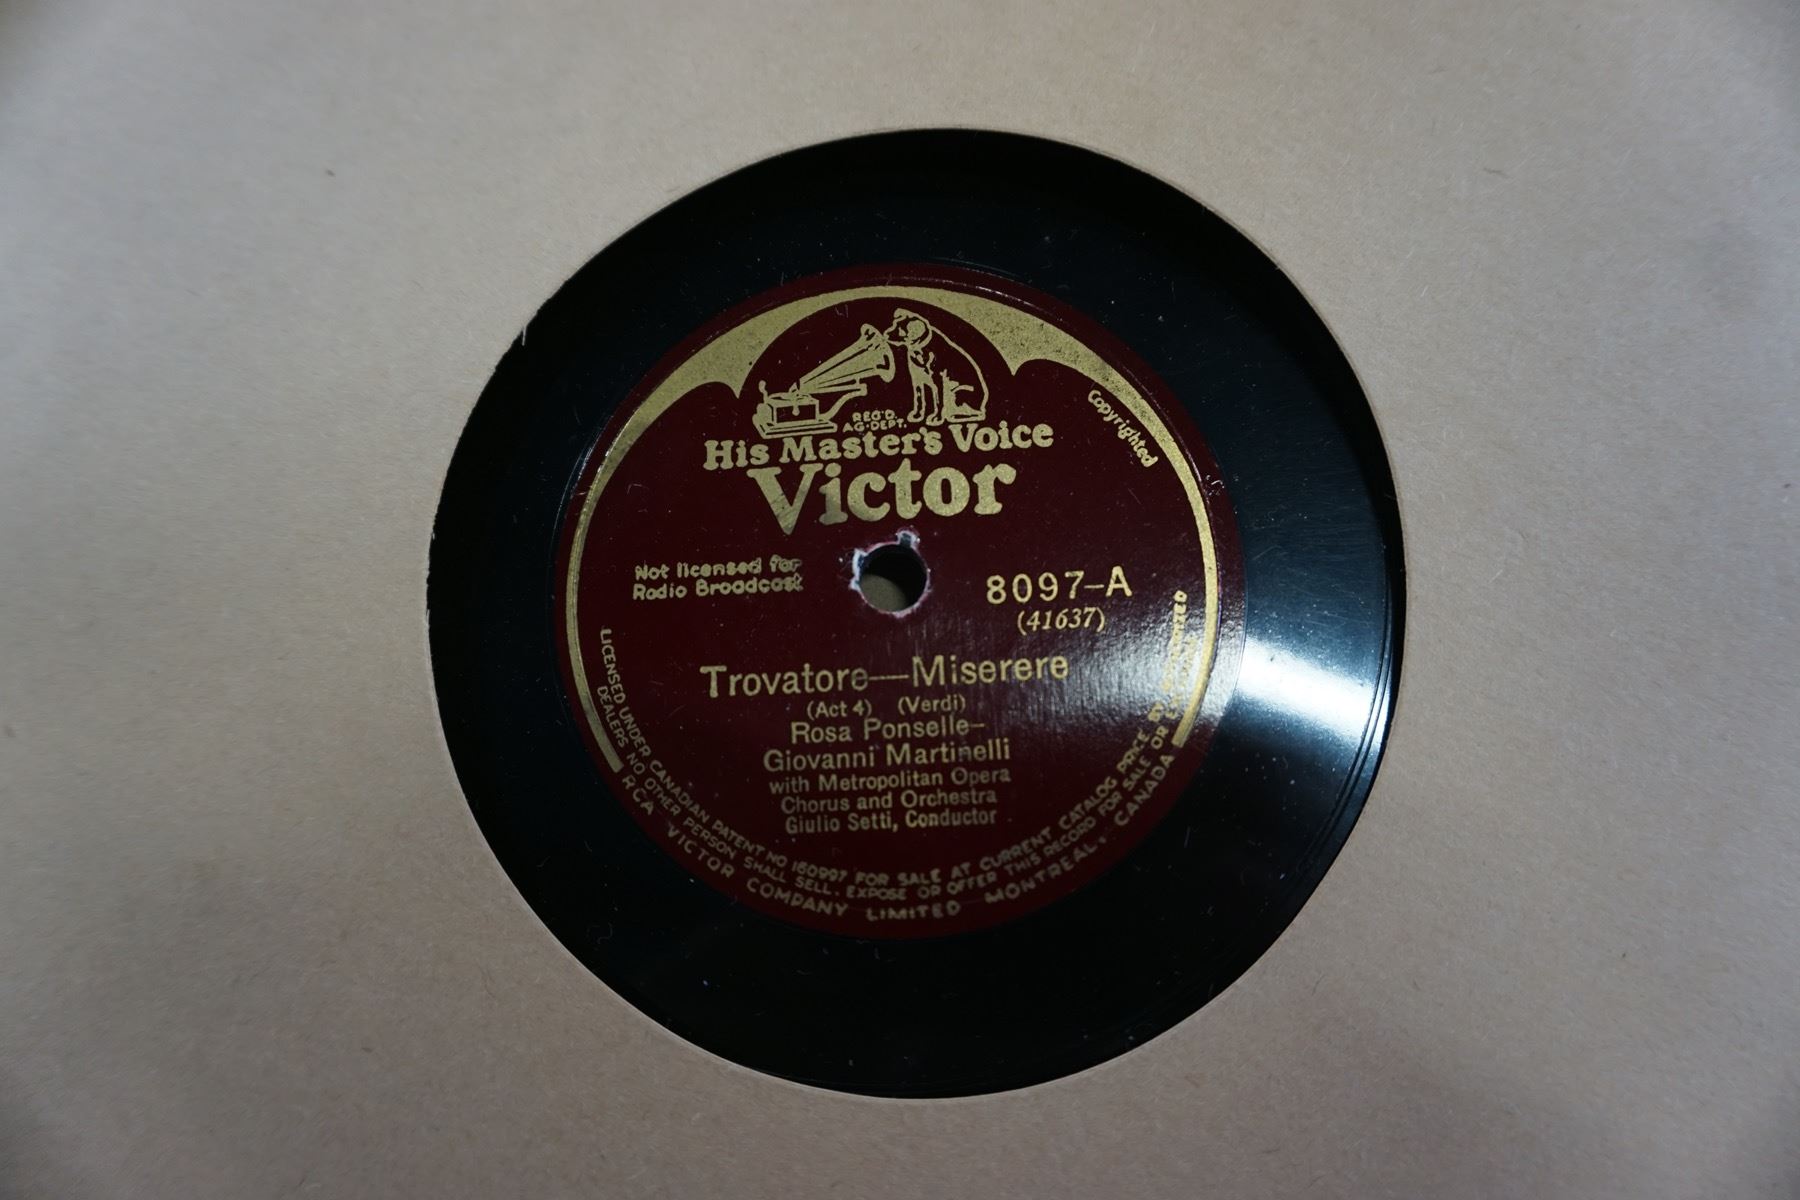 REG'D.
AG-DEPT.
His Master's Voice
Victor
Copyrighted
Not licensed for
Radio Broadcast
8097-A
(41637)
Trovatore—Miserere
(Act 4) (Verdi)
Rosa Ponselle-
Giovanni Martinelli
with Metropolitan Opera
Chorus and Orchestra
Giulio Setti, Conductor
LICENSED UNDER CANADIAN PATENT NO 160997 FOR SALE AT CURRENT CATALOG PRICE BY
DEALERS NO OTHER PERSON SHALL SELL, EXPOSE OR OFFER THIS RECORD FOR SALE OR
RCA VICTOR COMPANY LIMITED MONTREAL, CANADA